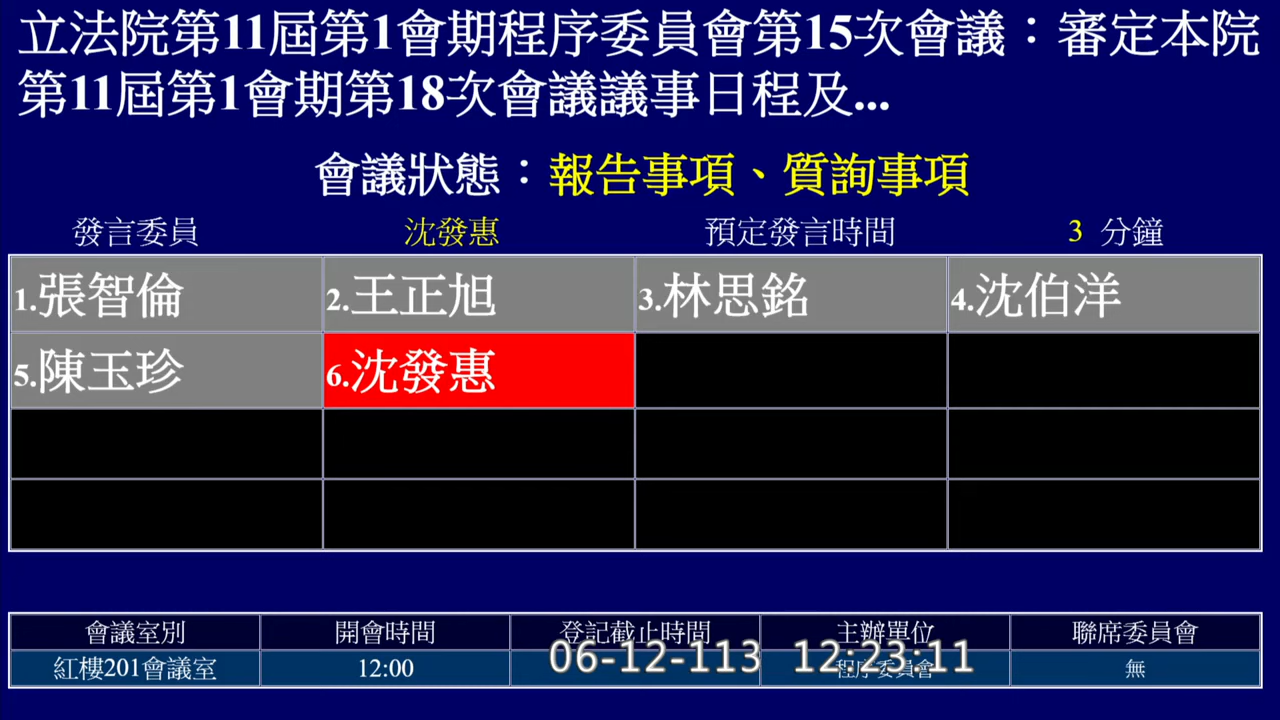 立法院第11屆第1會期程序委員會第15次會議：審定本院
第11屆第1會期第18次會議議事日程及...
會議狀態：報告事項、質詢事項
發言委員 沈發惠 預定發言時間 3 分鐘
1.張智倫 2.王正旭 3.林思銘 4.沈伯洋
5.陳玉珍 6.沈發惠
會議室別 開會時間 登記截止時間 主辦單位 聯席委員會
06-12-113 12:23:11
紅樓201會議室 12:00 程序委員會 無